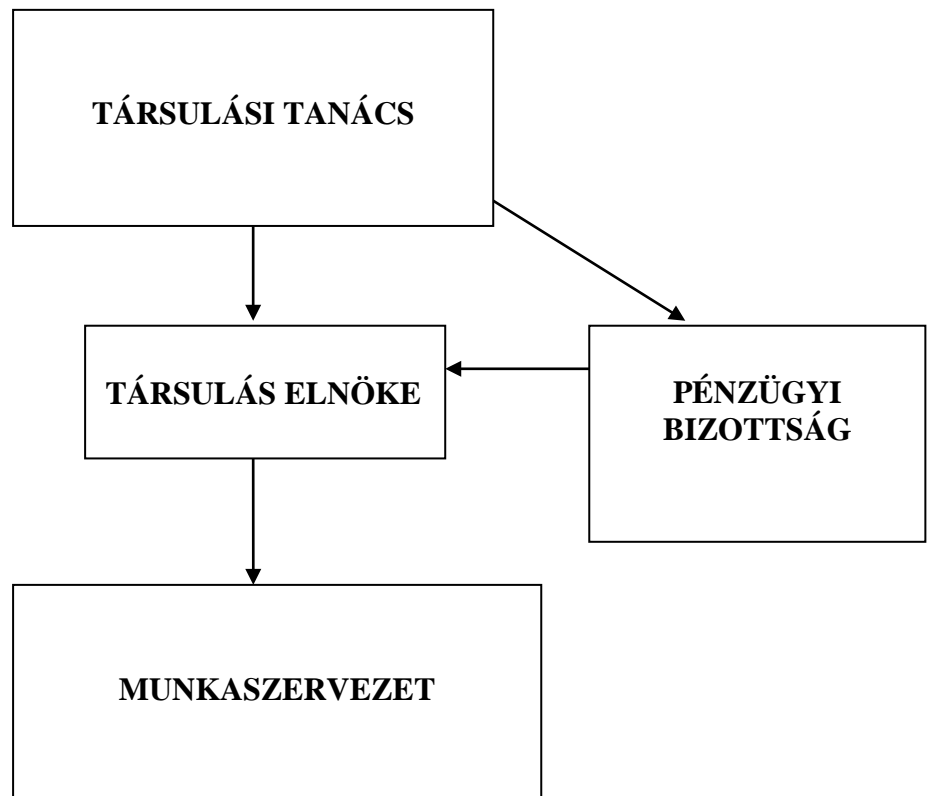 TÁRSULÁSI TANÁCS
TÁRSULÁS ELNÖKE
PÉNZÜGYI
BIZOTTSÁG
MUNKASZERVEZET